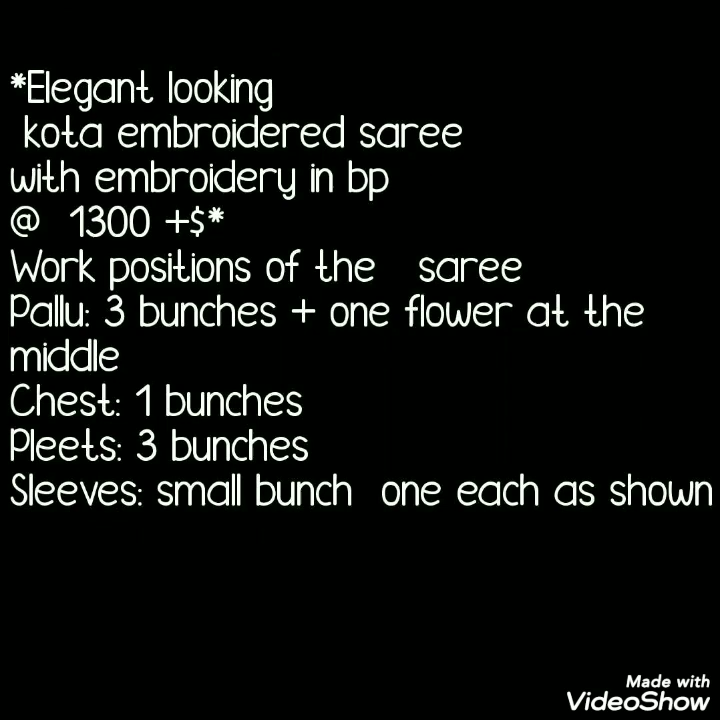 *Elegant looking
kota embroidered saree
with embroidery in bp
@ 1300 +$*
Work positions of the saree
Pallu: 3 bunches + one flower at the
middle
Chest: 1 bunches
Pleets: 3 bunches
Sleeves: small bunch one each as shown
Made with
VideoShow